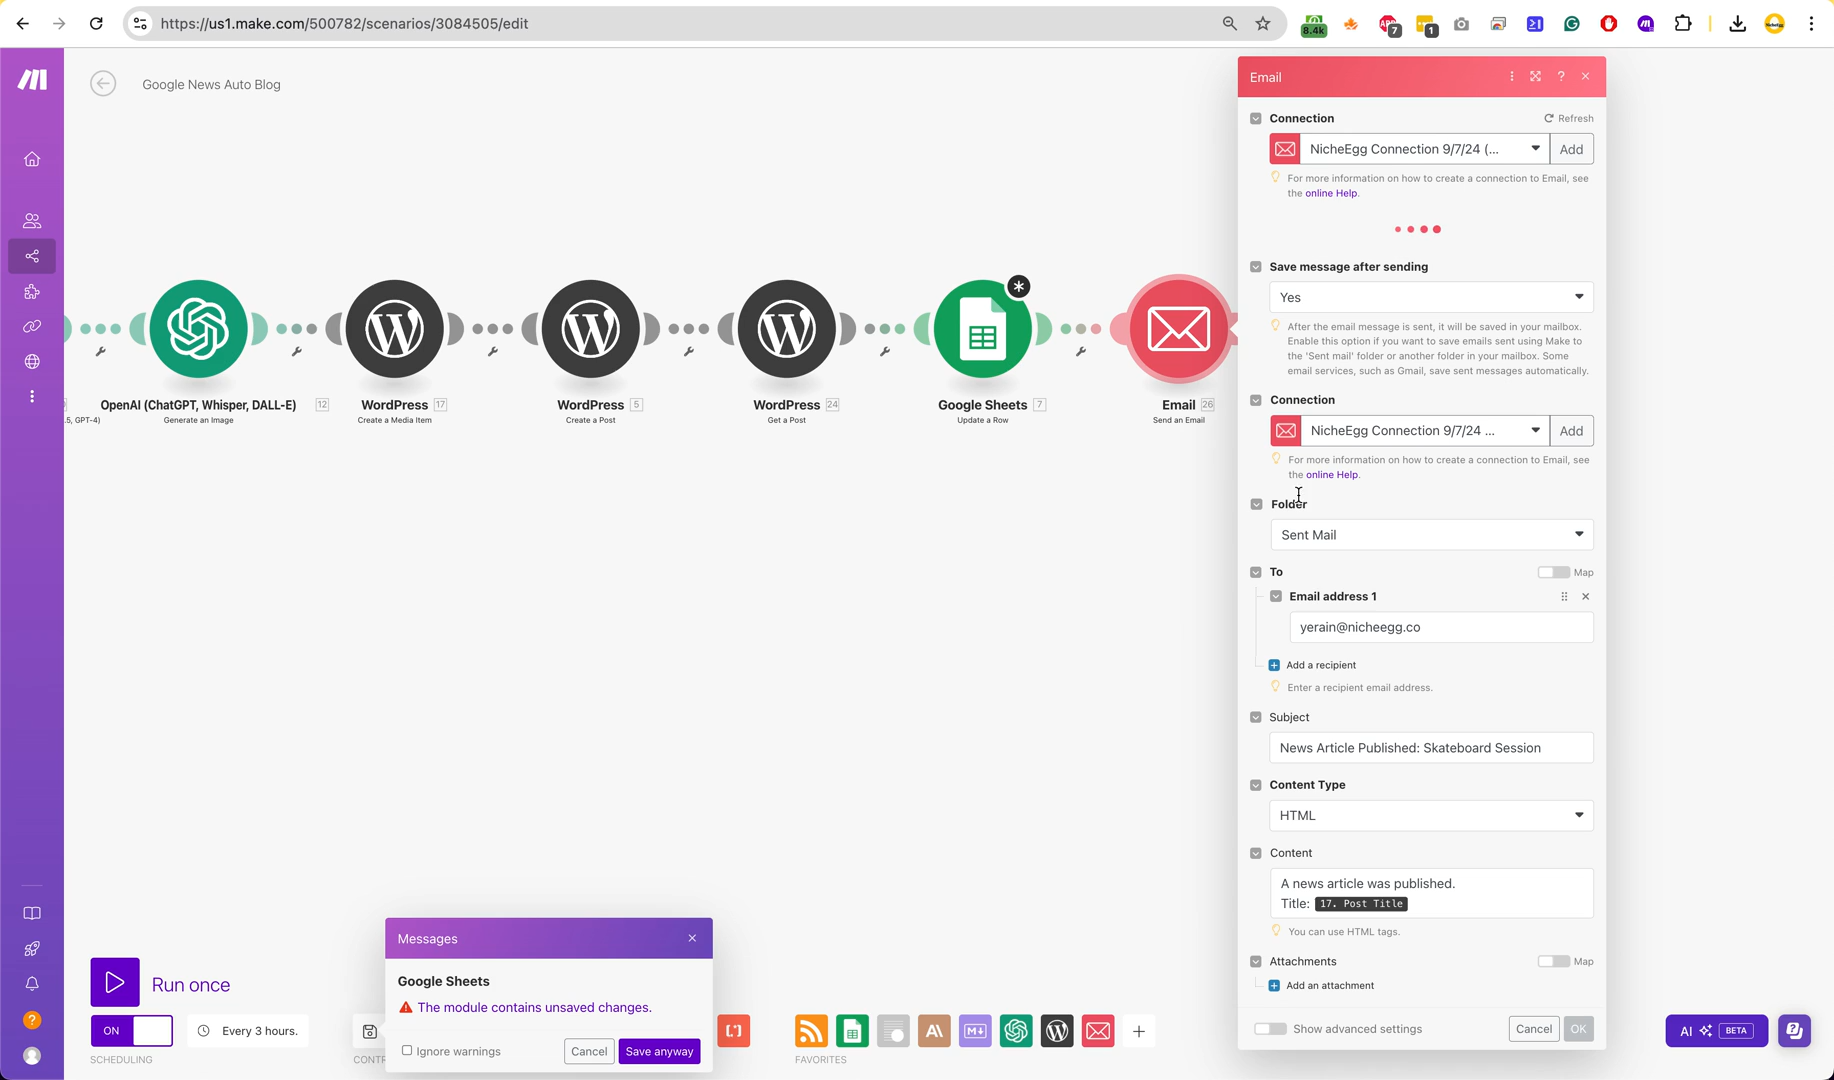 https://us1.make.com/500782/scenarios/3084505/edit
8.4k
7
1
Google News Auto Blog
Email
Connection
Refresh
NicheEgg Connection 9/7/24 (...
Add
For more information on how to create a connection to Email, see
the online Help.
Save message after sending
Yes
After the email message is sent, it will be saved in your mailbox.
Enable this option if you want to save emails sent using Make to
the 'Sent mail' folder or another folder in your mailbox. Some
email services, such as Gmail, save sent messages automatically.
Connection
NicheEgg Connection 9/7/24 ...
Add
For more information on how to create a connection to Email, see
the online Help.
Folder
Sent Mail
To
Map
Email address 1
yerain@nicheegg.co
Add a recipient
Enter a recipient email address.
Subject
News Article Published: Skateboard Session
Content Type
HTML
Content
A news article was published.
Title: 17. Post Title
You can use HTML tags.
Attachments
Map
Add an attachment
Show advanced settings
Cancel
OK
.5, GPT-4)
OpenAI (ChatGPT, Whisper, DALL-E) 12
Generate an Image
WordPress 17
Create a Media Item
WordPress 5
Create a Post
WordPress 24
Get a Post
Google Sheets 7
Update a Row
Email 26
Send an Email
Messages
Google Sheets
The module contains unsaved changes.
Ignore warnings
Cancel
Save anyway
Run once
ON
Every 3 hours.
SCHEDULING
CONTR
FAVORITES
AI BETA